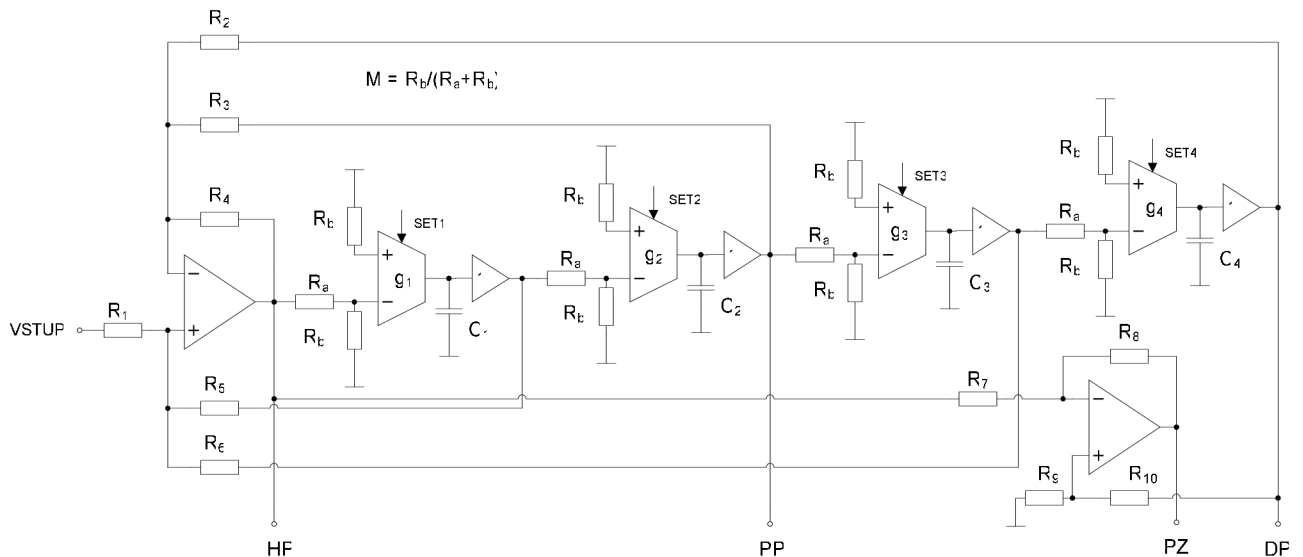 R2
M = Rb/(Ra+Rb)
R3
R4
Rb
SET1
g1
Rb
SET2
g2
Rb
SET3
g3
Rb
SET4
g4
Ra
Rb
C1
Ra
Rb
C2
Ra
Rb
C3
Ra
Rb
C4
VSTUP
R1
R5
R6
R7
R8
R9
R10
HP
PP
PZ
DP